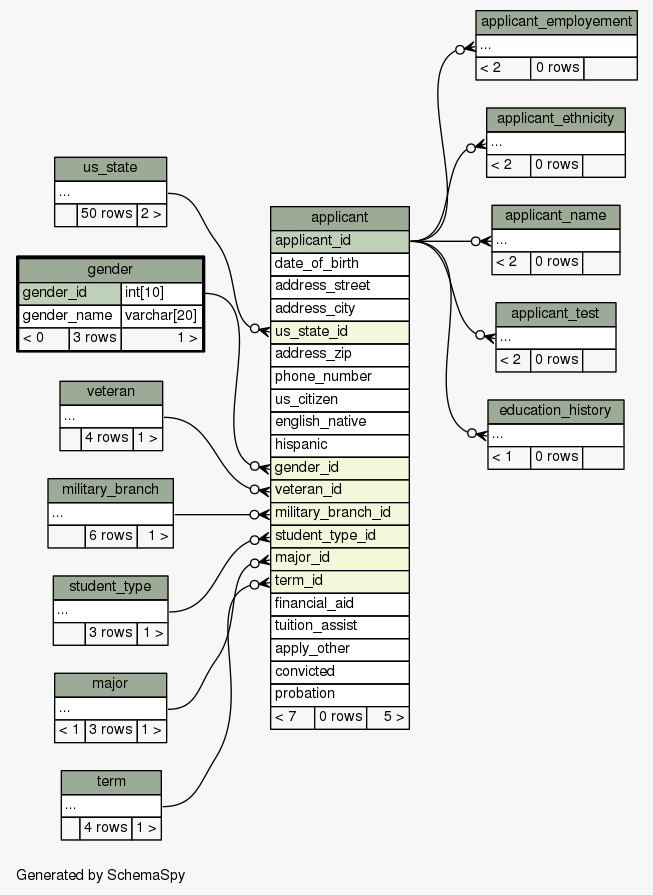 applicant_employement
...
< 2 0 rows
applicant_ethnicity
...
< 2 0 rows
us_state
...
50 rows 2 >
applicant_name
...
< 2 0 rows
gender
gender_id int[10]
gender_name varchar[20]
< 0 3 rows 1 >
applicant
applicant_id
date_of_birth
address_street
address_city
us_state_id
address_zip
phone_number
us_citizen
english_native
hispanic
gender_id
veteran_id
military_branch_id
student_type_id
major_id
term_id
financial_aid
tuition_assist
apply_other
convicted
probation
< 7 0 rows 5 >
applicant_test
...
< 2 0 rows
veteran
...
4 rows 1 >
education_history
...
< 1 0 rows
military_branch
...
6 rows 1 >
student_type
...
3 rows 1 >
major
...
< 1 3 rows 1 >
term
...
4 rows 1 >
Generated by SchemaSpy